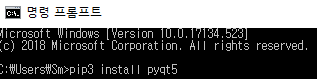 명령 프롬프트
Microsoft Windows [Version 10.0.17134.523]
(c) 2018 Microsoft Corporation. All rights reserved.
C:\Users\Sm>pip3 install pyqt5